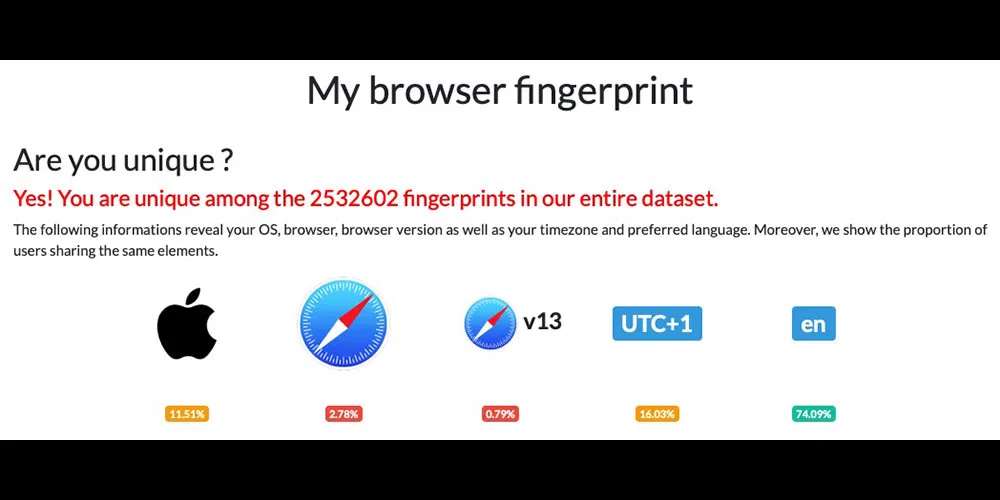 My browser fingerprint
Are you unique ?
Yes! You are unique among the 2532602 fingerprints in our entire dataset.
The following informations reveal your OS, browser, browser version as well as your timezone and preferred language. Moreover, we show the proportion of
users sharing the same elements.
v13
UTC+1
en
11.51%
2.78%
0.79%
16.03%
74.09%